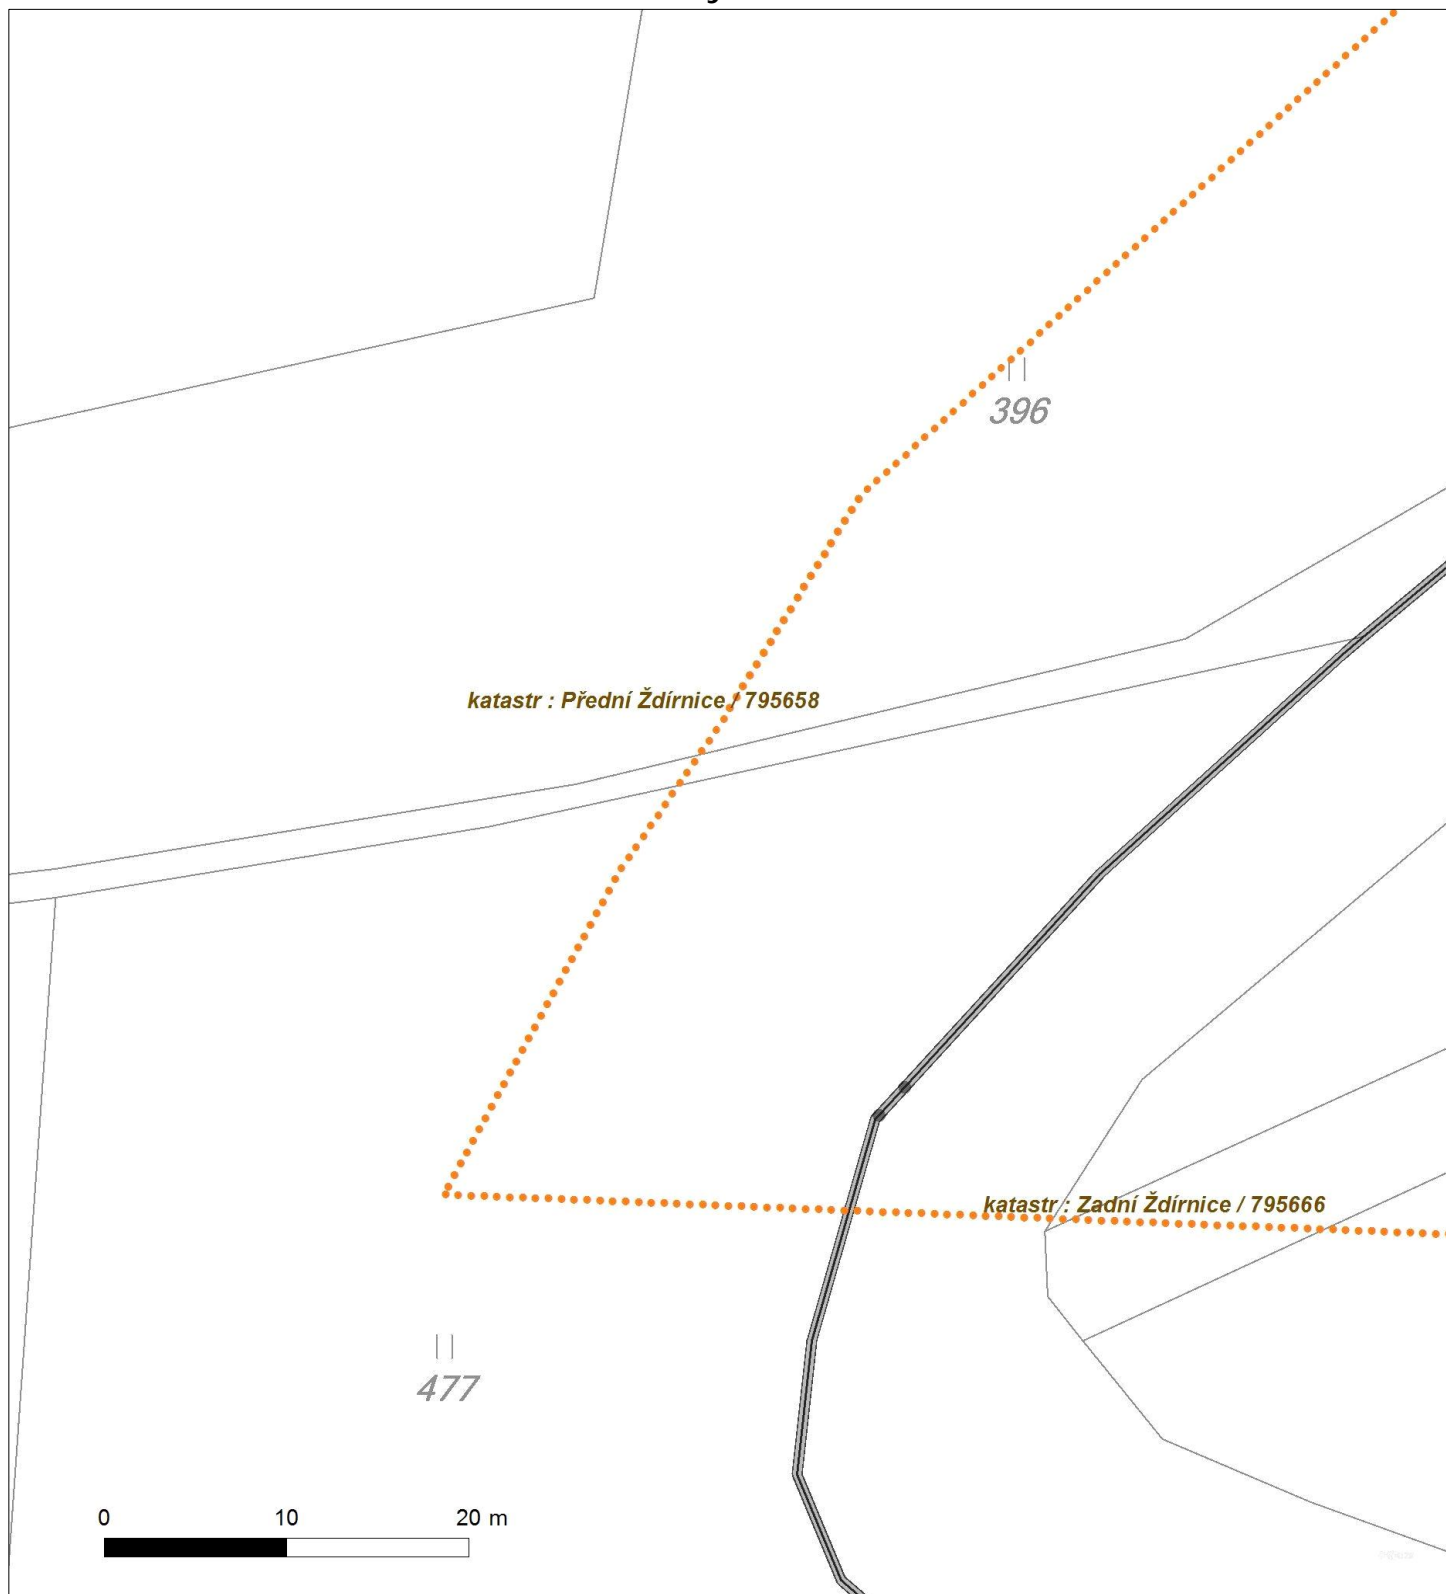 396
katastr : Přední Ždírnice / 795658
katastr : Zadní Ždírnice / 795666
477
0 10 20 m